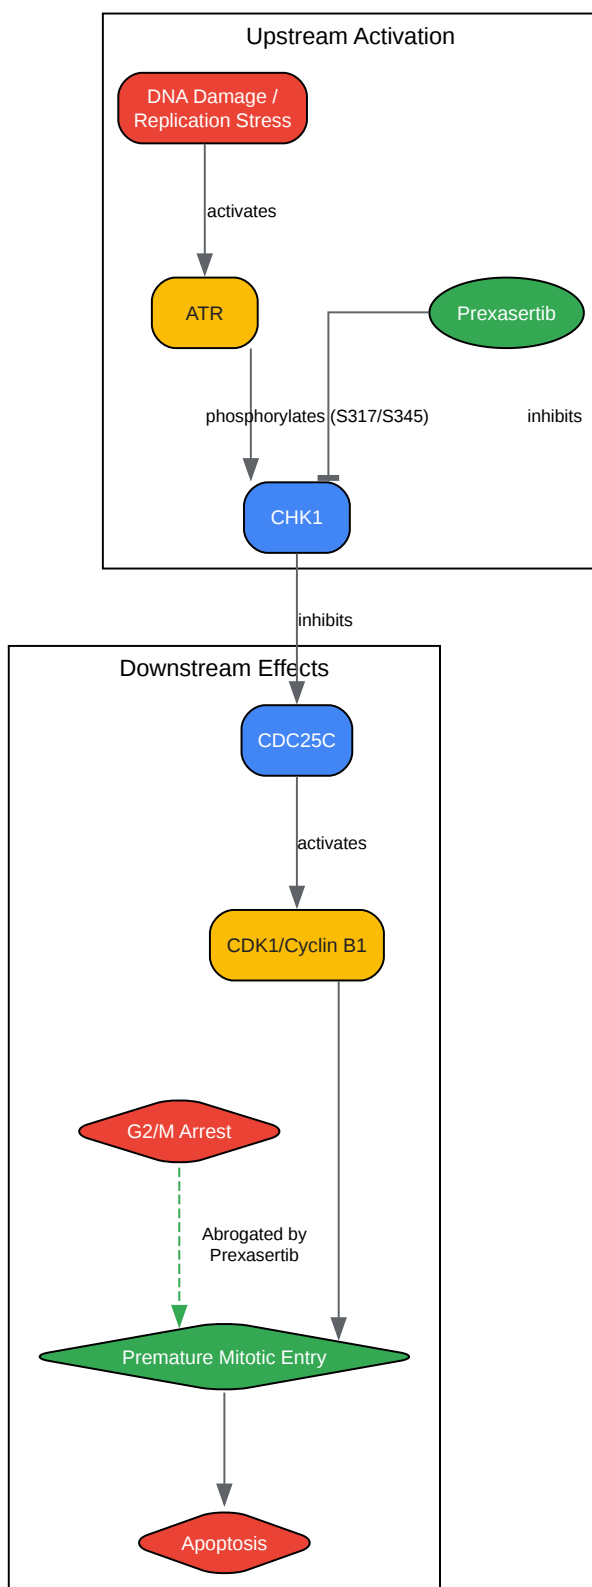 Upstream Activation
DNA Damage /
Replication Stress
activates
ATR
Prexasertib
phosphorylates (S317/S345)
inhibits
CHK1
inhibits
Downstream Effects
CDC25C
activates
CDK1/Cyclin B1
G2/M Arrest
Abrogated by
Prexasertib
Premature Mitotic Entry
Apoptosis